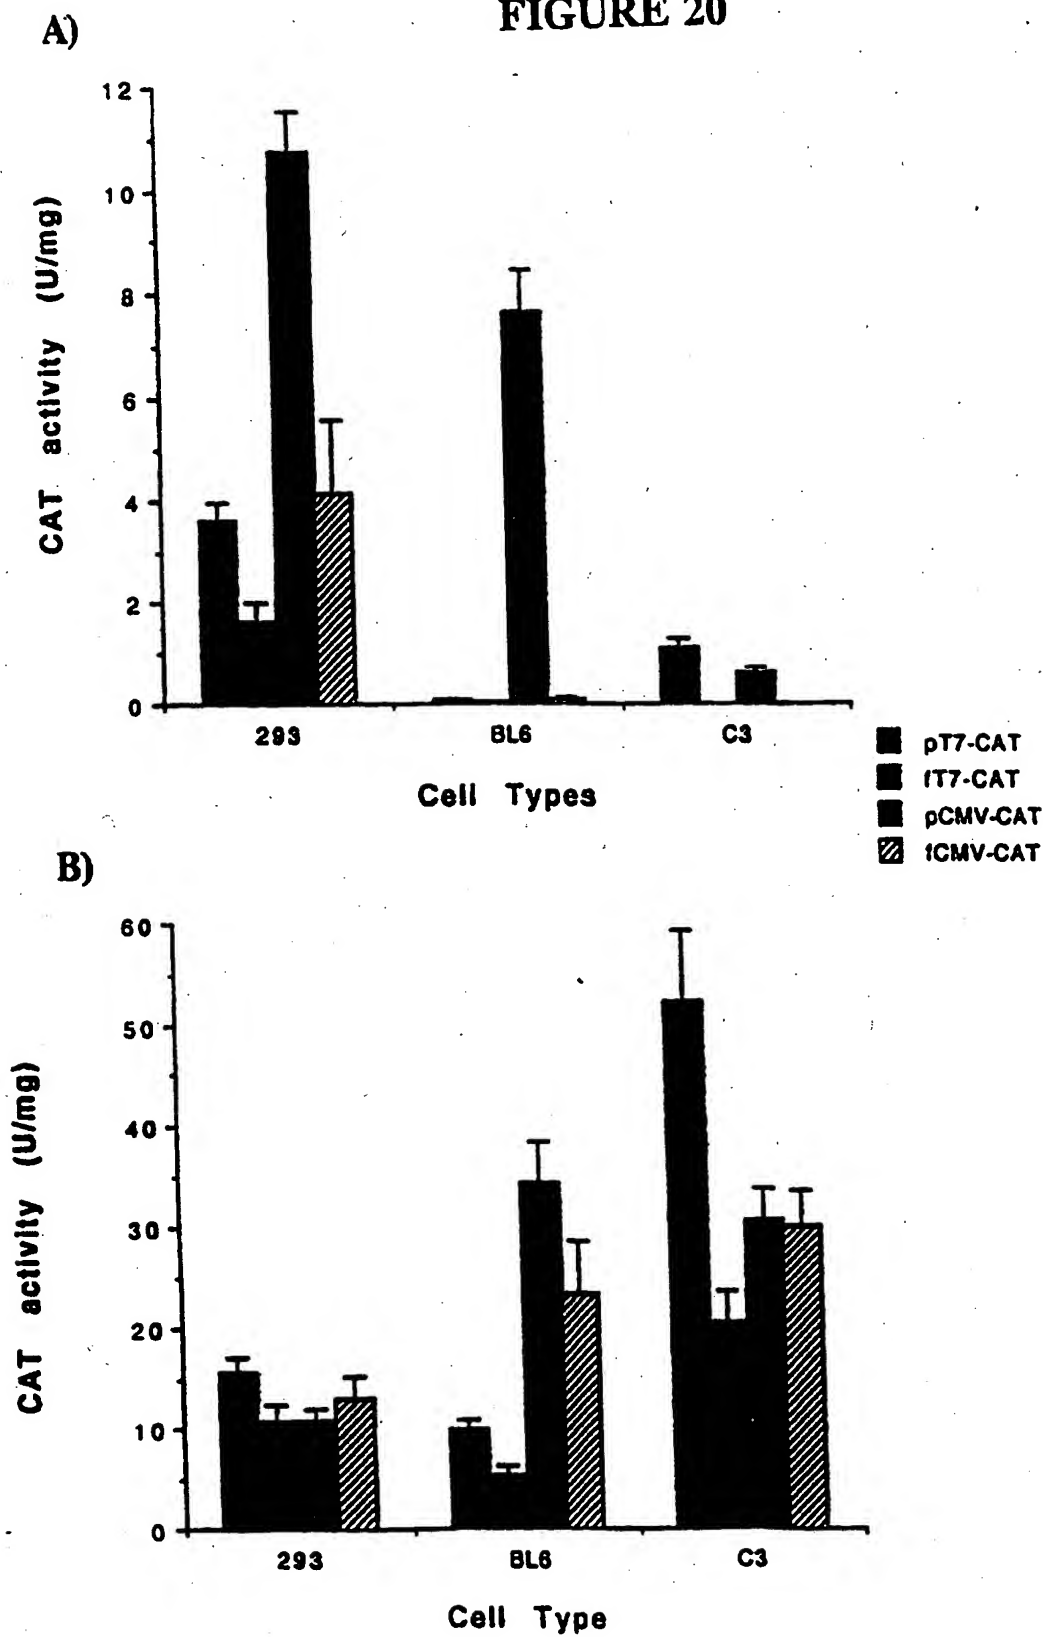 FIGURE 20
A)
12
10
8
6
4
2
0
CAT activity (U/mg)
293 BL6 C3
Cell Types
pT7-CAT
fT7-CAT
pCMV-CAT
fCMV-CAT
B)
60
50
40
30
20
10
0
CAT activity (U/mg)
293 BL6 C3
Cell Type